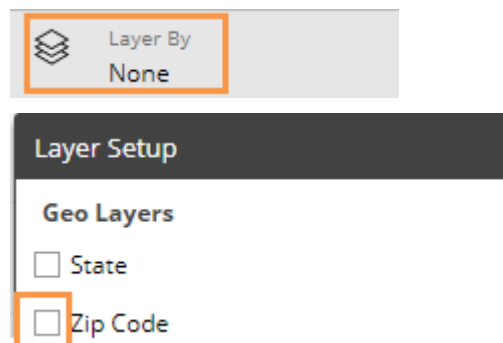 Layer By
None
Layer Setup
Geo Layers
State
Zip Code